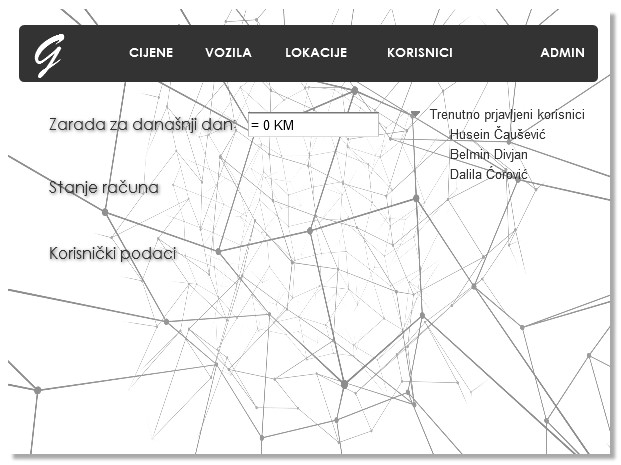 G
CIJENE VOZILA LOKACIJE KORISNICI ADMIN
Zarada za današnji dan: = 0 KM
Trenutno prjavljeni korisnici
Husein Čaušević
Belmin Divjan
Dalila Ćorović
Stanje računa
Korisnički podaci